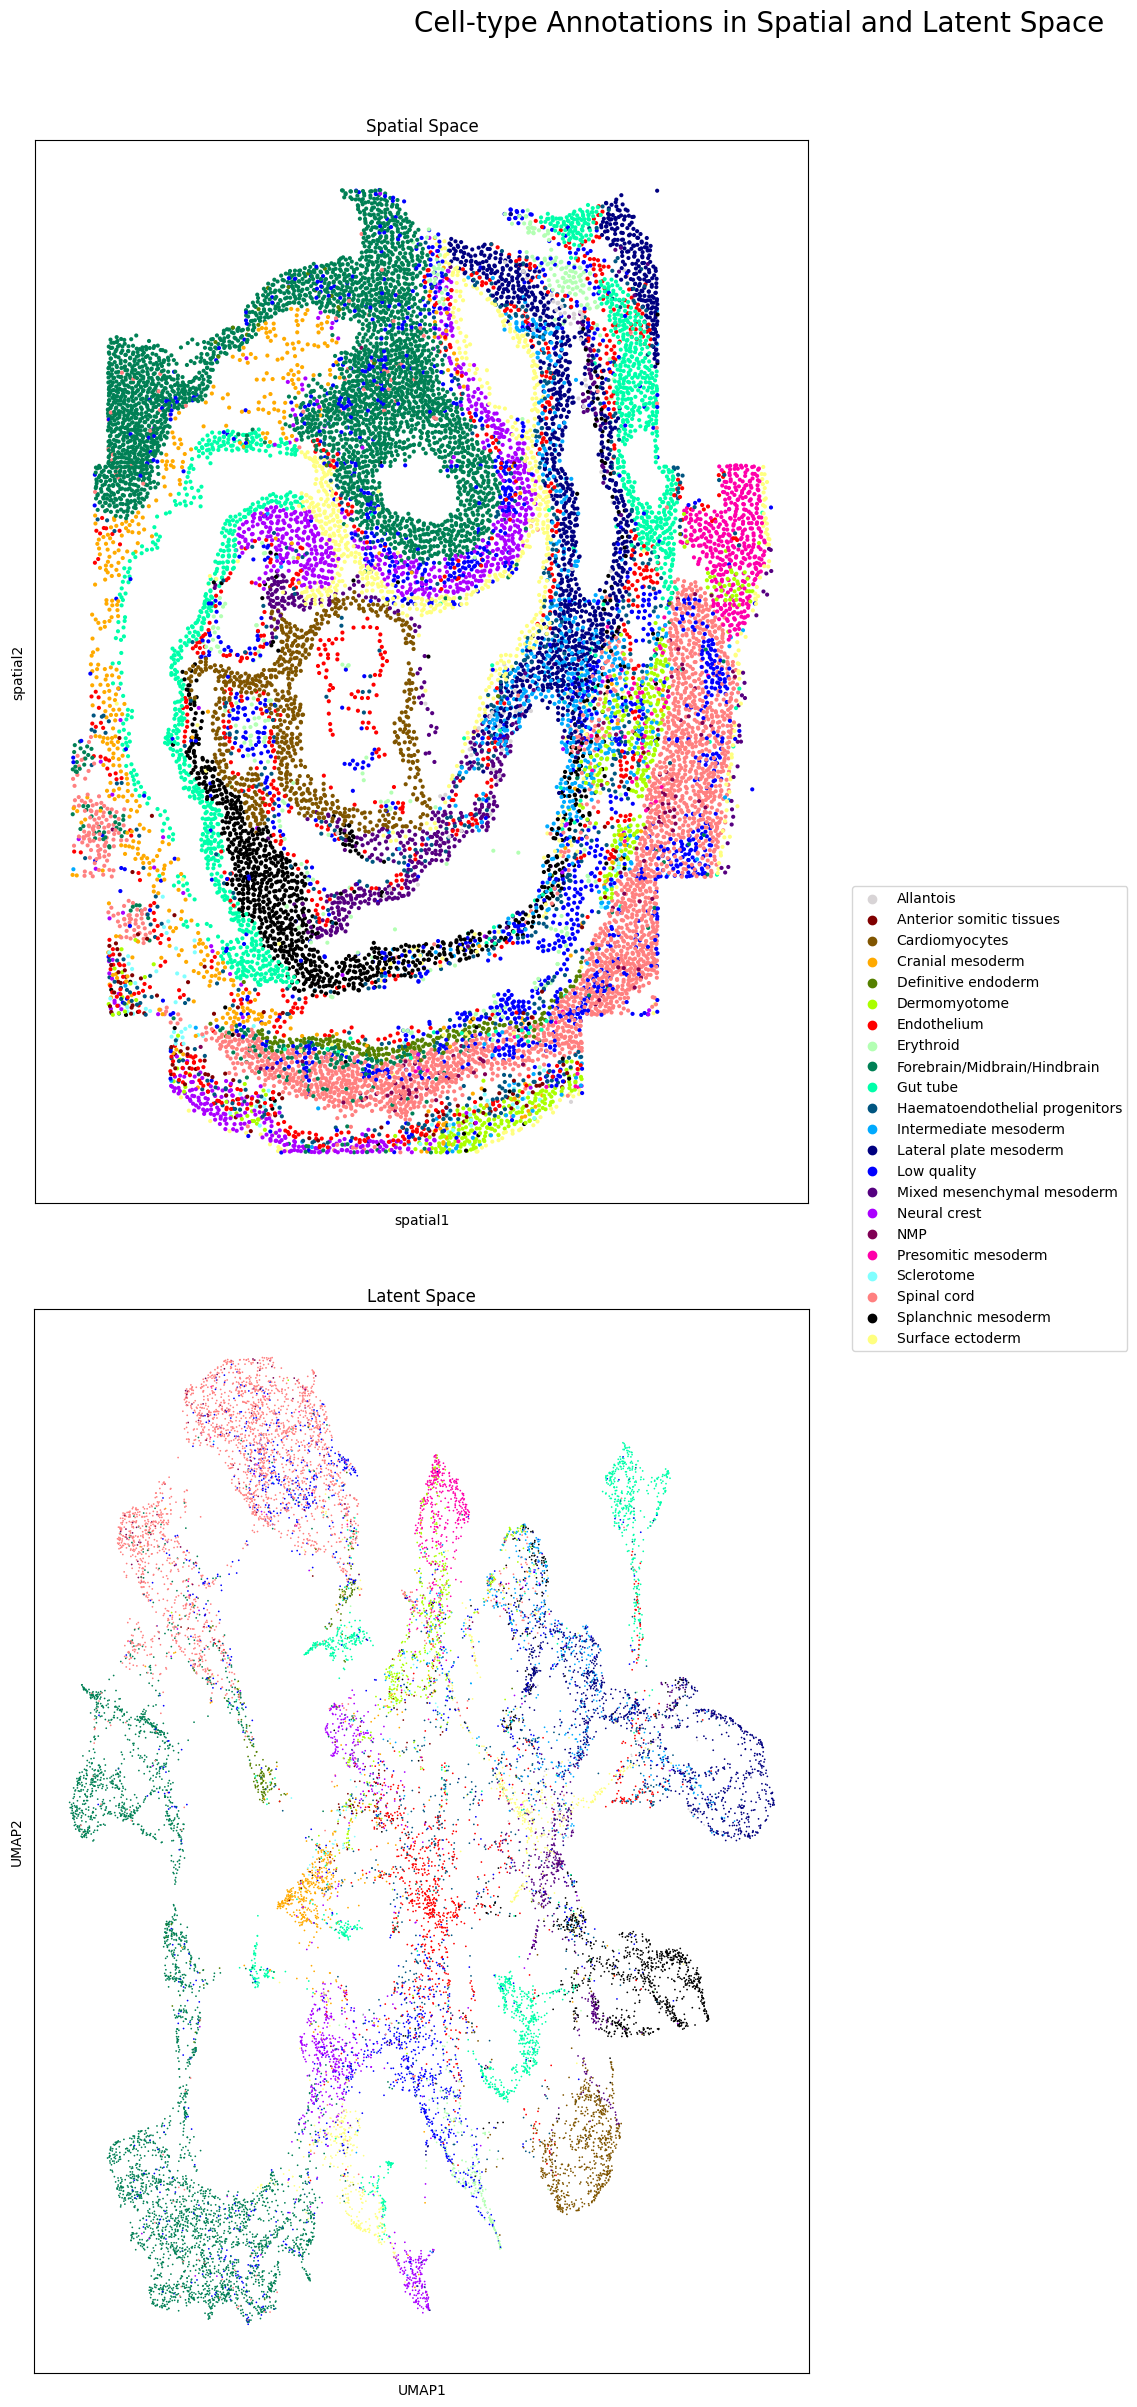 Cell-type Annotations in Spatial and Latent Space
Spatial Space
spatial2
spatial1
Allantois
Anterior somitic tissues
Cardiomyocytes
Cranial mesoderm
Definitive endoderm
Dermomyotome
Endothelium
Erythroid
Forebrain/Midbrain/Hindbrain
Gut tube
Haematoendothelial progenitors
Intermediate mesoderm
Lateral plate mesoderm
Low quality
Mixed mesenchymal mesoderm
Neural crest
NMP
Presomitic mesoderm
Sclerotome
Spinal cord
Splanchnic mesoderm
Surface ectoderm
Latent Space
UMAP2
UMAP1